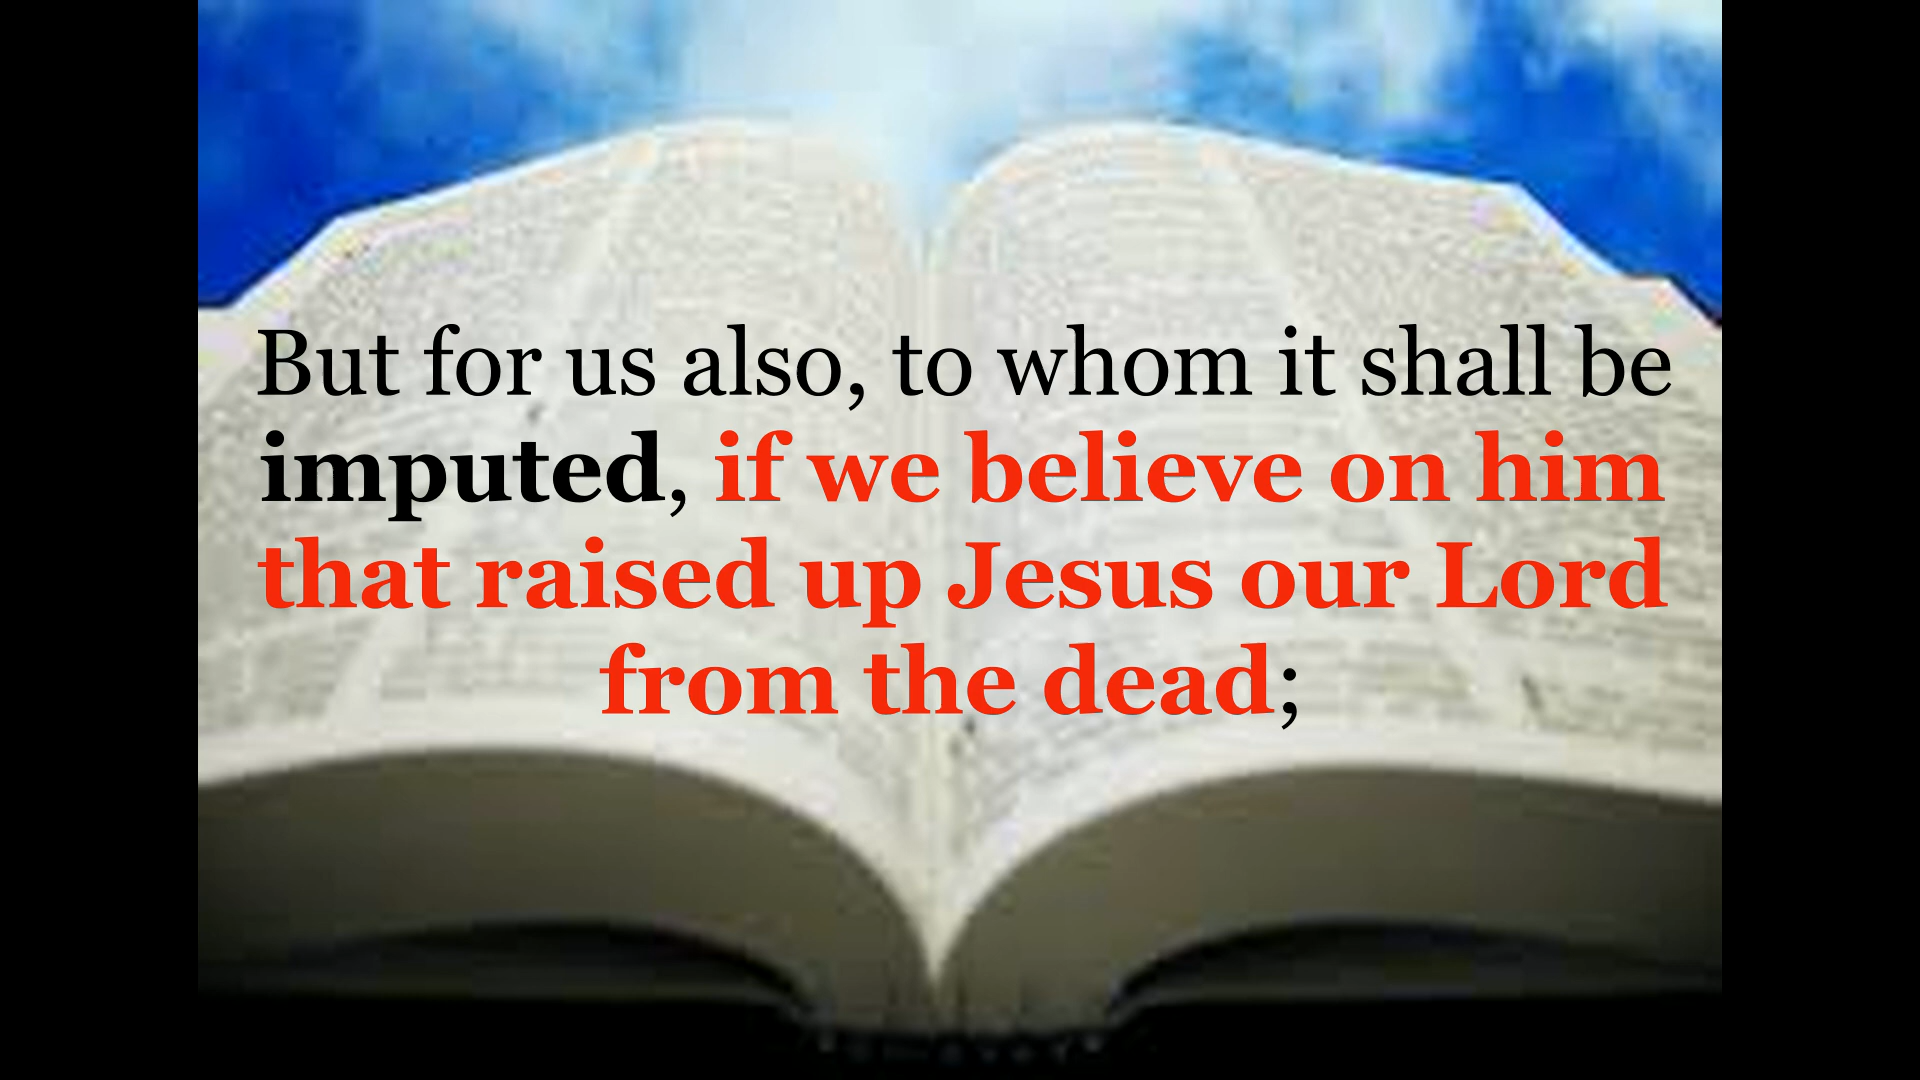 But for us also, to whom it shall be
imputed, if we believe on him
that raised up Jesus our Lord
from the dead;